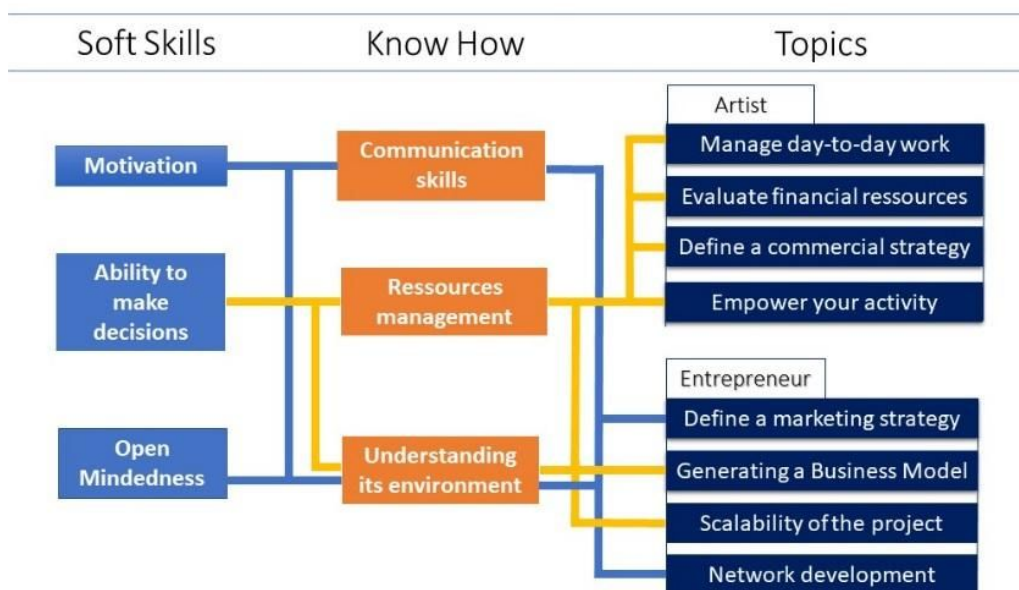 Soft Skills
Know How
Topics
Motivation
Ability to
make
decisions
Open
Mindedness
Communication
skills
Ressources
management
Understanding
its environment
Artist
Manage day-to-day work
Evaluate financial ressources
Define a commercial strategy
Empower your activity
Entrepreneur
Define a marketing strategy
Generating a Business Model
Scalability of the project
Network development